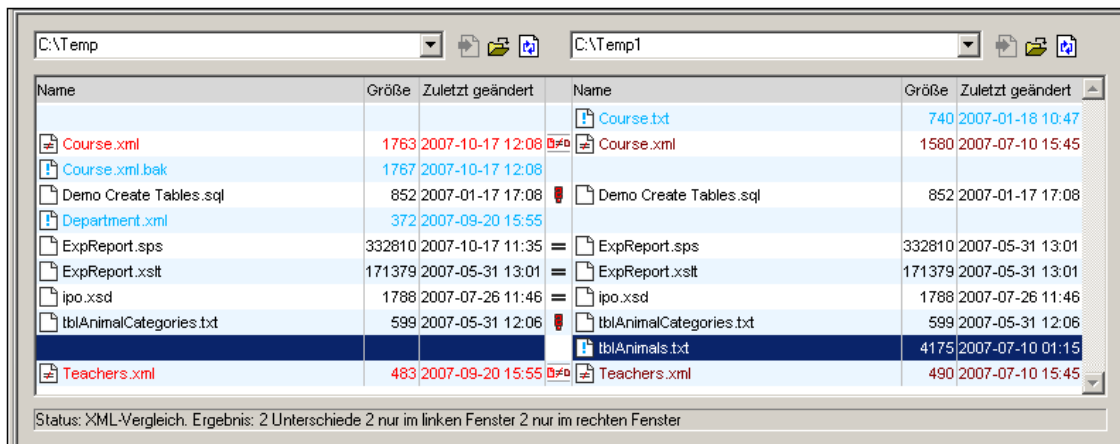 C:\Temp C:\Temp1
Name Größe Zuletzt geändert Name Größe Zuletzt geändert
Course.txt 740 2007-01-18 10:47
Course.xml 1763 2007-10-17 12:08 Course.xml 1580 2007-07-10 15:45
Course.xml.bak 1767 2007-10-17 12:08
Demo Create Tables.sql 852 2007-01-17 17:08 Demo Create Tables.sql 852 2007-01-17 17:08
Department.xml 372 2007-09-20 15:55
ExpReport.sps 332810 2007-10-17 11:35 = ExpReport.sps 332810 2007-05-31 13:01
ExpReport.xslt 171379 2007-05-31 13:01 = ExpReport.xslt 171379 2007-05-31 13:01
ipo.xsd 1788 2007-07-26 11:46 = ipo.xsd 1788 2007-07-26 11:46
tblAnimalCategories.txt 599 2007-05-31 12:06 tblAnimalCategories.txt 599 2007-05-31 12:06
tblAnimals.txt 4175 2007-07-10 01:15
Teachers.xml 483 2007-09-20 15:55 Teachers.xml 490 2007-07-10 15:45
Status: XML-Vergleich. Ergebnis: 2 Unterschiede 2 nur im linken Fenster 2 nur im rechten Fenster